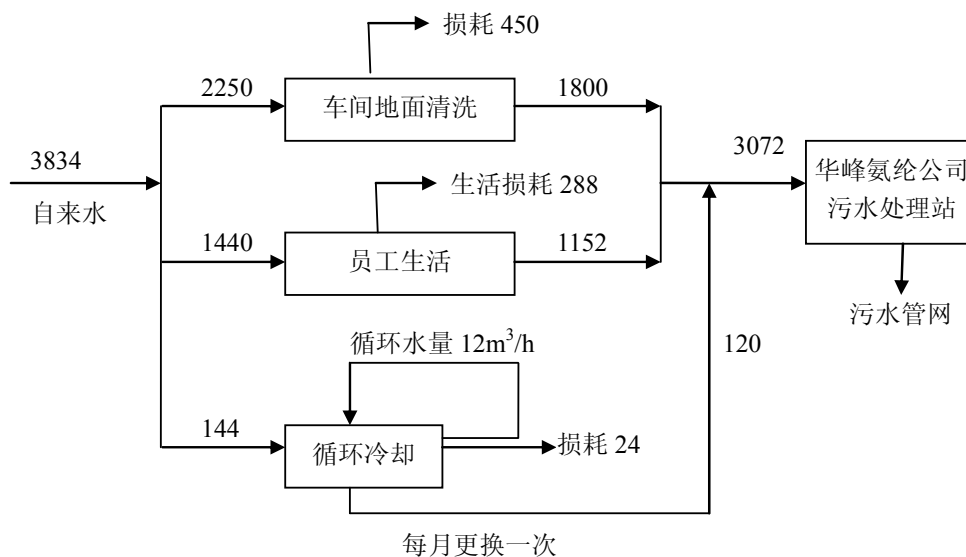 损耗 450
2250
车间地面清洗
1800
3834
自来水
3072
华峰氨纶公司
污水处理站
生活损耗 288
1440
员工生活
1152
污水管网
循环水量 12m³/h
120
144
循环冷却
损耗 24
每月更换一次